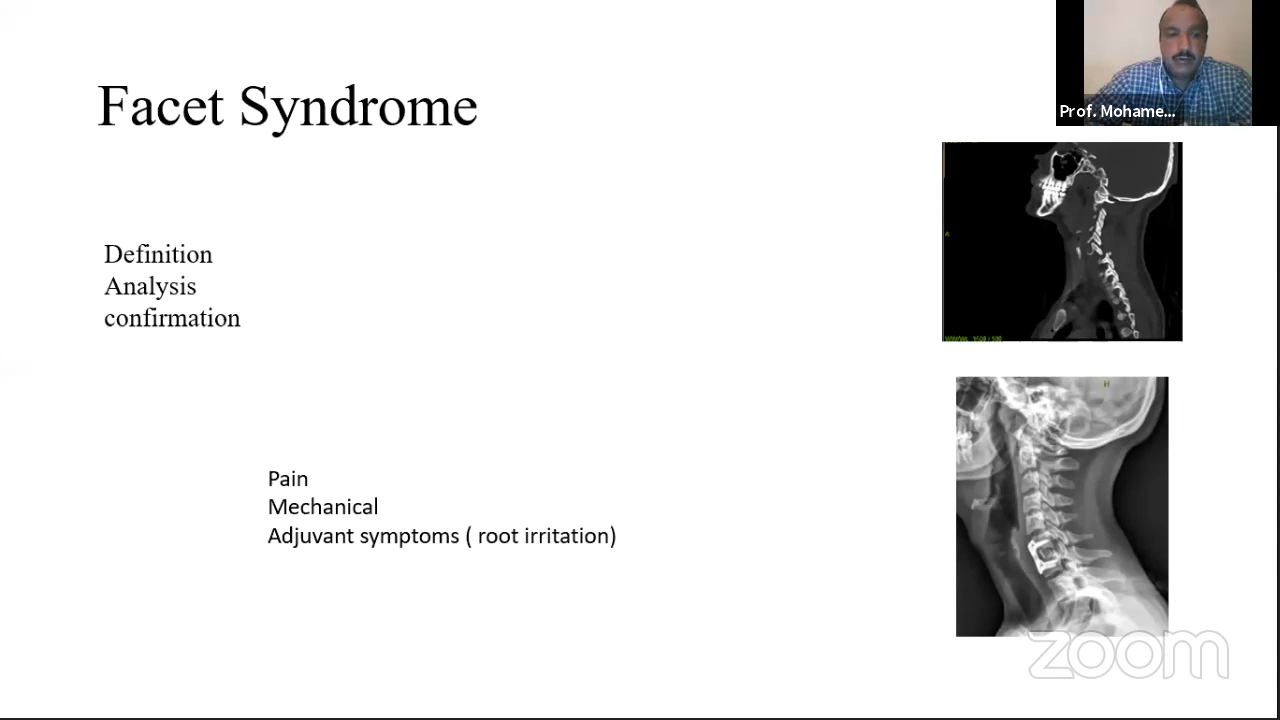 Facet Syndrome
Prof. Mohame...
Definition
Analysis
confirmation
A
H
Pain
Mechanical
Adjuvant symptoms ( root irritation)
zoom